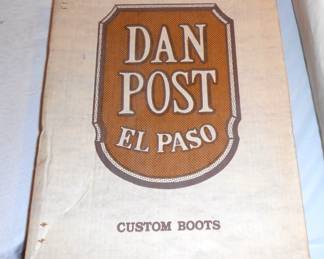 DAN
POST
EL PASO
CUSTOM BOOTS